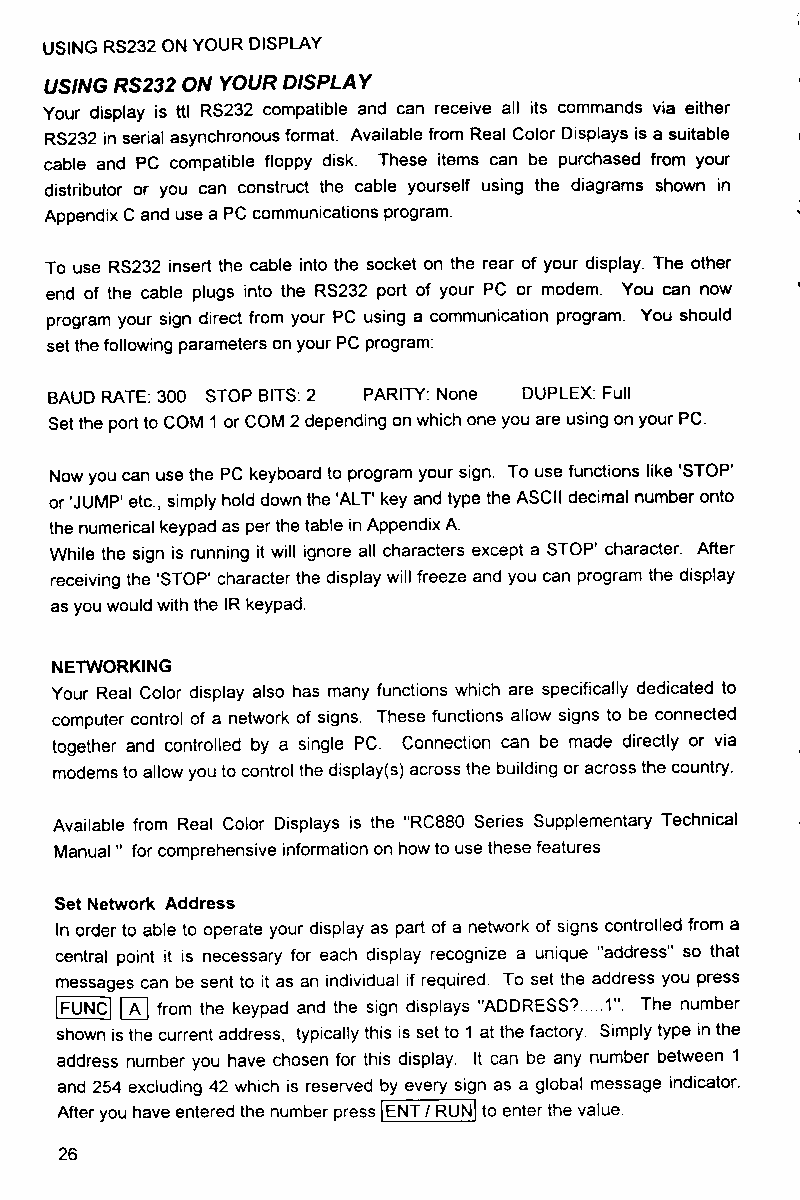 USING RS232 ON YOUR DISPLAY
USING RS232 ON YOUR DISPLAY
Your display is ttl RS232 compatible and can receive all its commands via either
RS232 in serial asynchronous format. Available from Real Color Displays is a suitable
cable and PC compatible floppy disk. These items can be purchased from your
distributor or you can construct the cable yourself using the diagrams shown in
Appendix C and use a PC communications program.
To use RS232 insert the cable into the socket on the rear of your display. The other
end of the cable plugs into the RS232 port of your PC or modem. You can now
program your sign direct from your PC using a communication program. You should
set the following parameters on your PC program:
BAUD RATE: 300 STOP BITS: 2 PARITY: None DUPLEX: Full
Set the port to COM 1 or COM 2 depending on which one you are using on your PC.
Now you can use the PC keyboard to program your sign. To use functions like 'STOP'
or 'JUMP' etc., simply hold down the 'ALT' key and type the ASCII decimal number onto
the numerical keypad as per the table in Appendix A.
While the sign is running it will ignore all characters except a STOP' character. After
receiving the 'STOP' character the display will freeze and you can program the display
as you would with the IR keypad.
NETWORKING
Your Real Color display also has many functions which are specifically dedicated to
computer control of a network of signs. These functions allow signs to be connected
together and controlled by a single PC. Connection can be made directly or via
modems to allow you to control the display(s) across the building or across the country.
Available from Real Color Displays is the "RC880 Series Supplementary Technical
Manual " for comprehensive information on how to use these features
Set Network Address
In order to able to operate your display as part of a network of signs controlled from a
central point it is necessary for each display recognize a unique "address" so that
messages can be sent to it as an individual if required. To set the address you press
FUNC A from the keypad and the sign displays "ADDRESS?.....1". The number
shown is the current address, typically this is set to 1 at the factory. Simply type in the
address number you have chosen for this display. It can be any number between 1
and 254 excluding 42 which is reserved by every sign as a global message indicator.
After you have entered the number press ENT / RUN to enter the value.
26